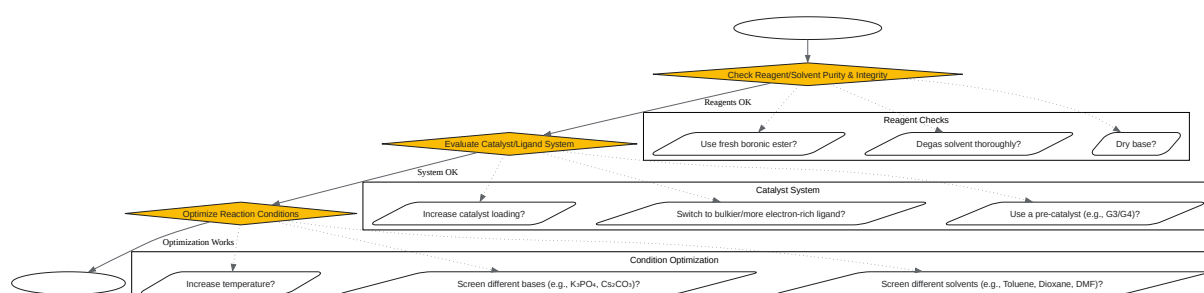 Check Reagent/Solvent Purity & Integrity
Reagents OK
Reagent Checks
Use fresh boronic ester?
Degas solvent thoroughly?
Dry base?
Evaluate Catalyst/Ligand System
System OK
Catalyst System
Increase catalyst loading?
Switch to bulkier/more electron-rich ligand?
Use a pre-catalyst (e.g., G3/G4)?
Optimize Reaction Conditions
Optimization Works
Condition Optimization
Increase temperature?
Screen different bases (e.g., K₃PO₄, Cs₂CO₃)?
Screen different solvents (e.g., Toluene, Dioxane, DMF)?